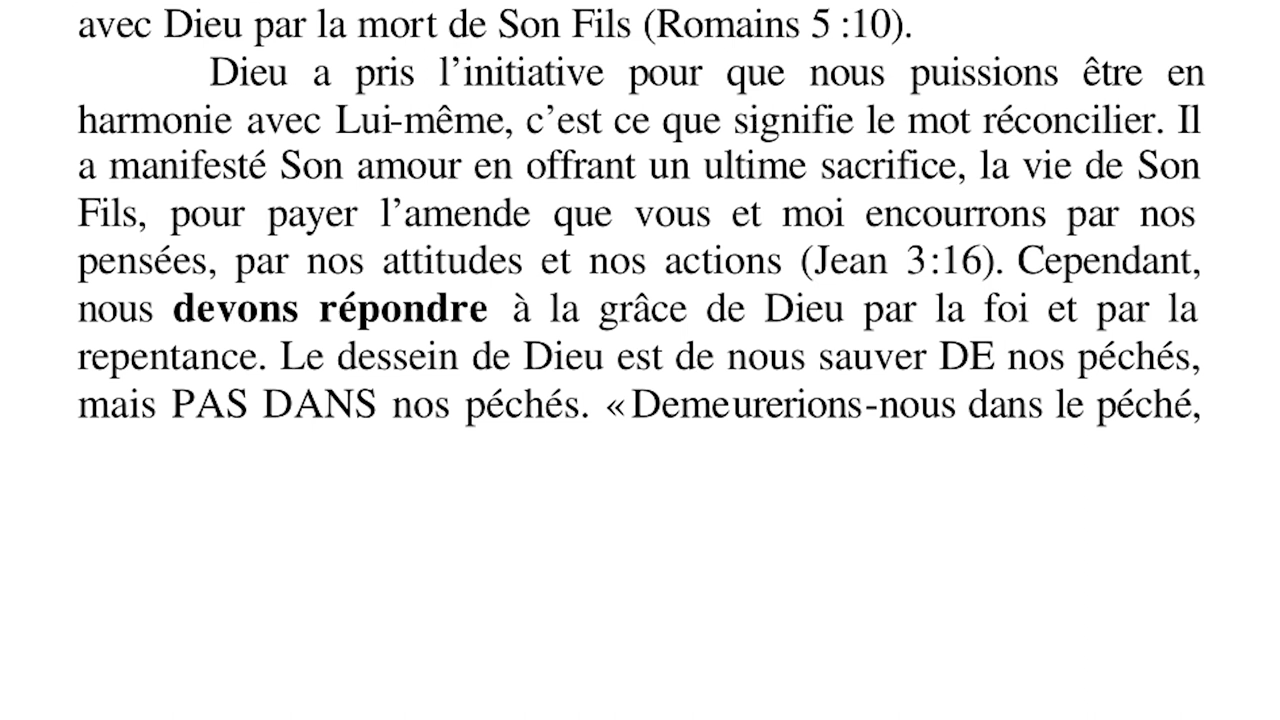 avec Dieu par la mort de Son Fils (Romains 5 :10).
Dieu a pris l’initiative pour que nous puissions être en
harmonie avec Lui-même, c’est ce que signifie le mot réconcilier. Il
a manifesté Son amour en offrant un ultime sacrifice, la vie de Son
Fils, pour payer l’amende que vous et moi encourrons par nos
pensées, par nos attitudes et nos actions (Jean 3:16). Cependant,
nous devons répondre à la grâce de Dieu par la foi et par la
repentance. Le dessein de Dieu est de nous sauver DE nos péchés,
mais PAS DANS nos péchés. «Demeurerions-nous dans le péché,